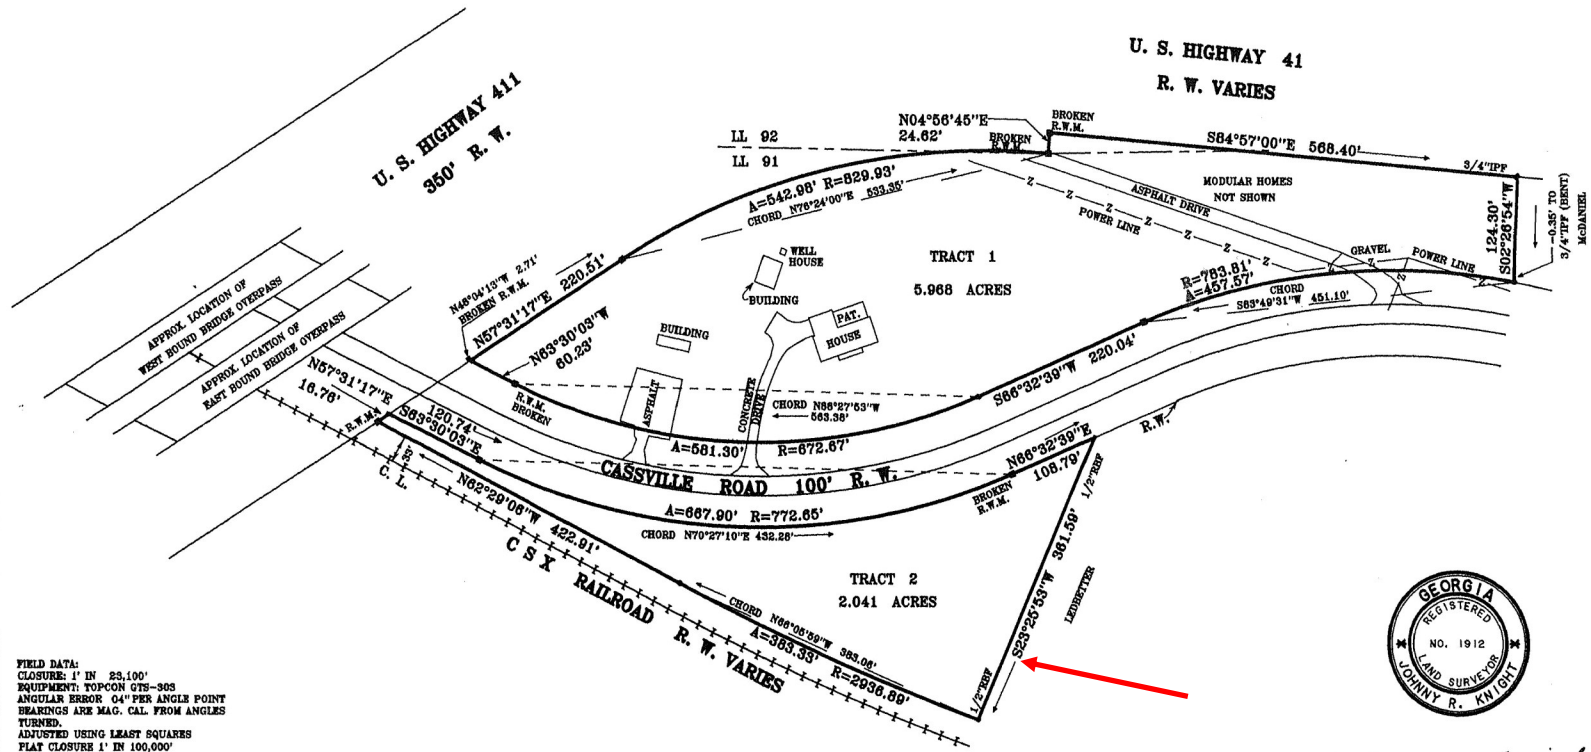 U. S. HIGHWAY 41
R. W. VARIES
U. S. HIGHWAY 411
350' R. W.
LL 92
LL 91
N04°56'45"E
24.62'
BROKEN
R.W.M.
BROKEN
R.W.M.
S84°57'00"E 568.40'
3/4"IPF
MODULAR HOMES
NOT SHOWN
124.30'
S02°26'54"W
-0.35' TO
3/4"IPF (BENT)
McDANIEL
A=542.98' R=829.93'
CHORD N76°24'00"E 533.35'
ASPHALT DRIVE
POWER LINE
GRAVEL
POWER LINE
TRACT 1
5.968 ACRES
WELL
HOUSE
BUILDING
BUILDING
PAT.
HOUSE
R=783.81'
A=457.57'
CHORD
S83°49'31"W 451.10'
N48°04'13"W 2.71'
BROKEN R.W.M.
N57°31'17"E 220.51'
N63°30'03"W
60.23'
R.W.M.
BROKEN
ASPHALT
CONCRETE
DRIVE
CHORD N88°27'53"W
563.38'
S66°32'39"W 220.04'
A=581.30' R=672.67'
APPROX. LOCATION OF
WEST BOUND BRIDGE OVERPASS
APPROX. LOCATION OF
EAST BOUND BRIDGE OVERPASS
N57°31'17"E
16.76'
R.W.M.
120.74'
S63°30'03"E
33'
C. L.
CASSVILLE ROAD 100' R. W.
N66°32'39"E
108.79'
BROKEN
R.W.M.
R.W.
1/2"RBF
A=667.90' R=772.65'
CHORD N70°27'10"E 432.28'
N62°29'06"W 422.91'
C S X RAILROAD R. W. VARIES
TRACT 2
2.041 ACRES
CHORD N66°05'59"W 383.06'
A=383.33' R=2936.89'
S23°25'53"W 361.59'
LEDBETTER
1/2"RBF
GEORGIA
REGISTERED
NO. 1912
LAND SURVEYOR
JOHNNY R. KNIGHT
FIELD DATA:
CLOSURE: 1' IN 23,100'
EQUIPMENT: TOPCON GTS-303
ANGULAR ERROR 04" PER ANGLE POINT
BEARINGS ARE MAG. CAL. FROM ANGLES
TURNED.
ADJUSTED USING LEAST SQUARES
PLAT CLOSURE 1' IN 100,000'